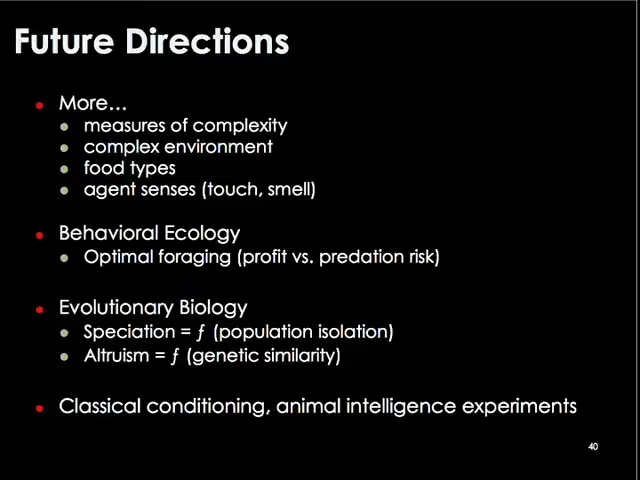 Future Directions
More...
measures of complexity
complex environment
food types
agent senses (touch, smell)
Behavioral Ecology
Optimal foraging (profit vs. predation risk)
Evolutionary Biology
Speciation = ƒ (population isolation)
Altruism = ƒ (genetic similarity)
Classical conditioning, animal intelligence experiments
40